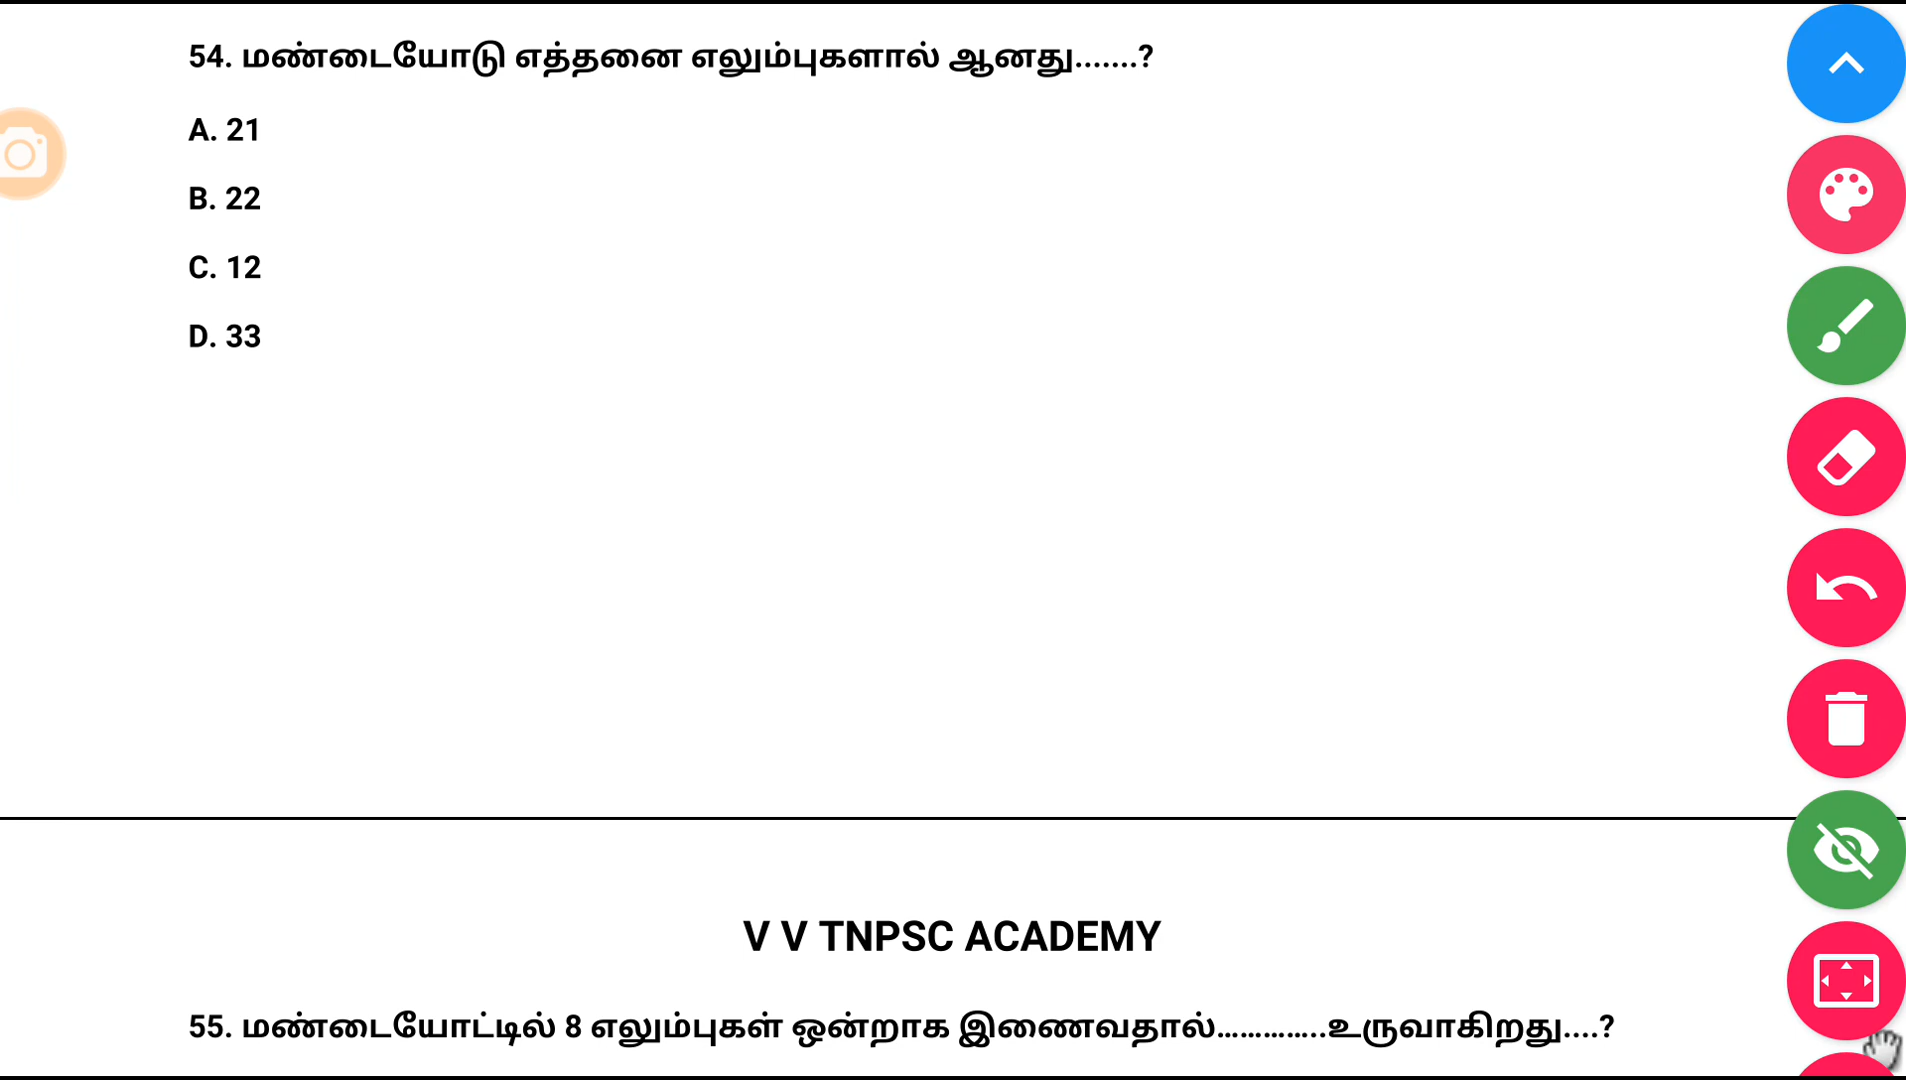 54. மண்டையோடு எத்தனை எலும்புகளால் ஆனது.......?
A. 21
B. 22
C. 12
D. 33
V V TNPSC ACADEMY
55. மண்டையோட்டில் 8 எலும்புகள் ஒன்றாக இணைவதால்.............உருவாகிறது....?